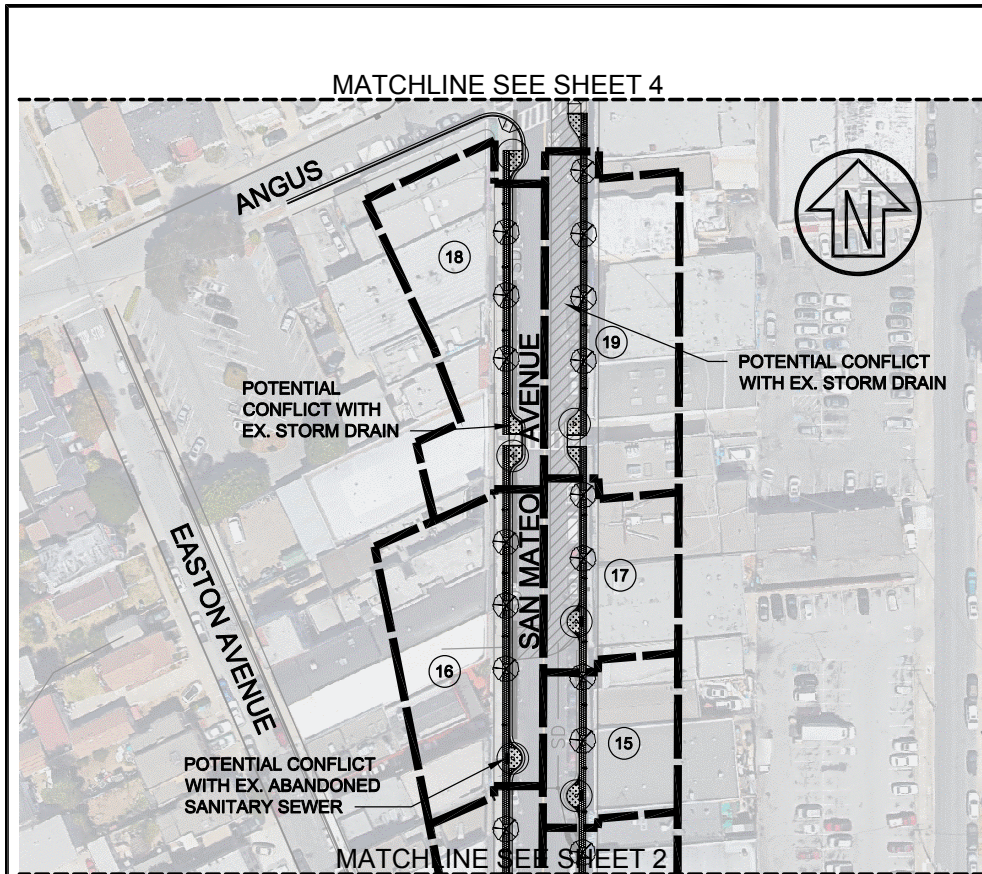 MATCHLINE SEE SHEET 4
ANGUS
N
18
SD
19
POTENTIAL CONFLICT
WITH EX. STORM DRAIN
POTENTIAL
CONFLICT WITH
EX. STORM DRAIN
SAN MATEO AVENUE
EASTON AVENUE
17
16
15
SD
POTENTIAL CONFLICT
WITH EX. ABANDONED
SANITARY SEWER
MATCHLINE SEE SHEET 2